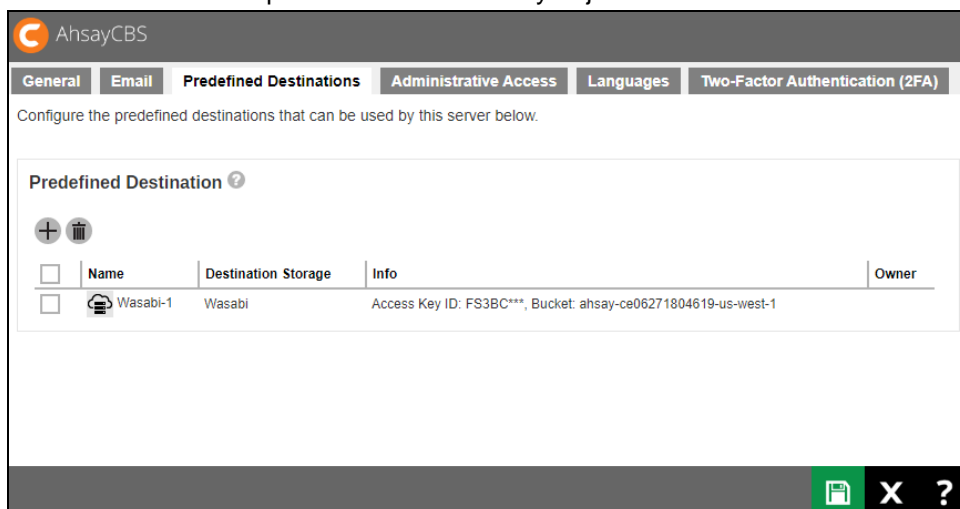 AhsayCBS
General Email Predefined Destinations Administrative Access Languages Two-Factor Authentication (2FA)
Configure the predefined destinations that can be used by this server below.
Predefined Destination ?
Name Destination Storage Info Owner
Wasabi-1 Wasabi Access Key ID: FS3BC***, Bucket: ahsay-ce06271804619-us-west-1
X ?